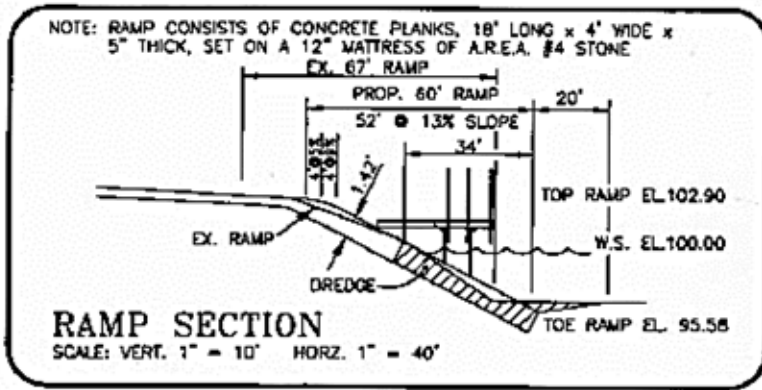 NOTE: RAMP CONSISTS OF CONCRETE PLANKS, 18' LONG x 4' WIDE x
5" THICK, SET ON A 12" MATTRESS OF A.R.E.A. #4 STONE
EX. 67' RAMP
PROP. 60' RAMP
20'
52' @ 13% SLOPE
34'
1.42'
TOP RAMP EL.102.90
EX. RAMP
W.S. EL.100.00
DREDGE
TOE RAMP EL. 95.58
RAMP SECTION
SCALE: VERT. 1" = 10' HORZ. 1" = 40'